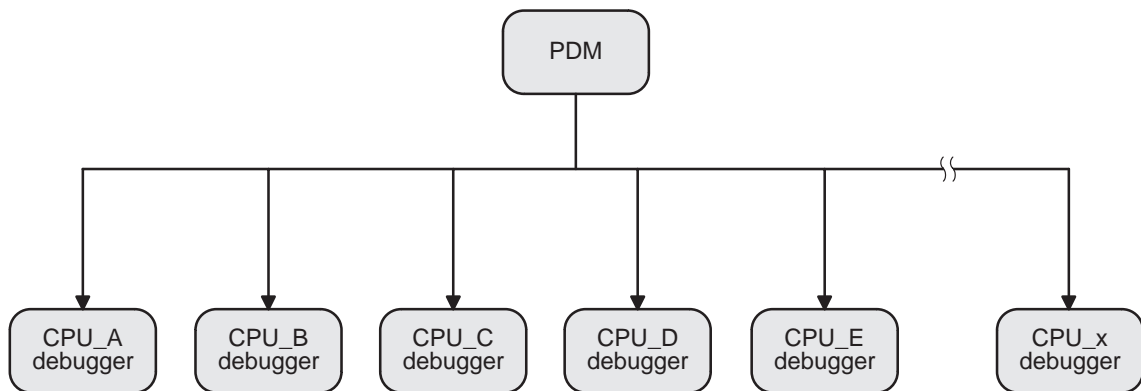 PDM
CPU_A
debugger
CPU_B
debugger
CPU_C
debugger
CPU_D
debugger
CPU_E
debugger
CPU_x
debugger